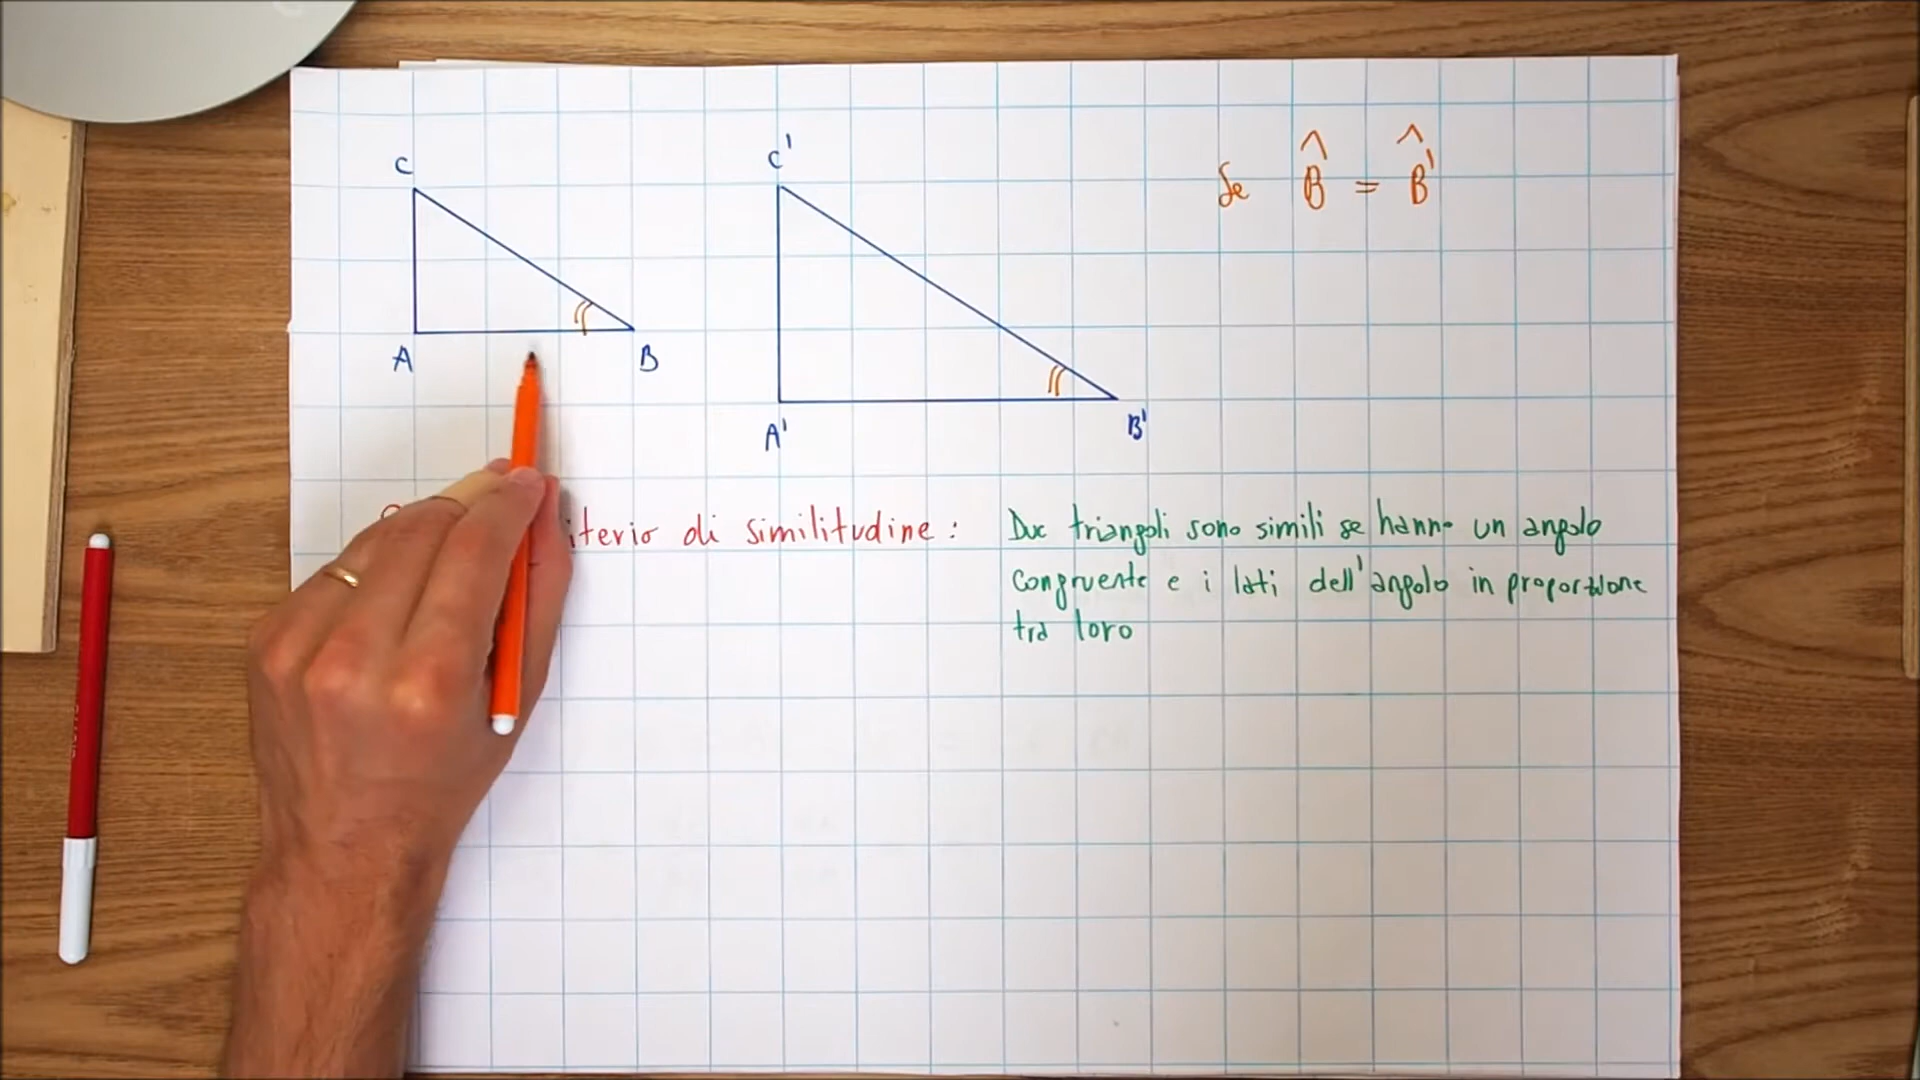 C
C'
Se B̂ = B̂'
A
B
A'
B'
iterio di similitudine :
Due triangoli sono simili se hanno un angolo
congruente e i lati dell'angolo in proporzione
tra loro